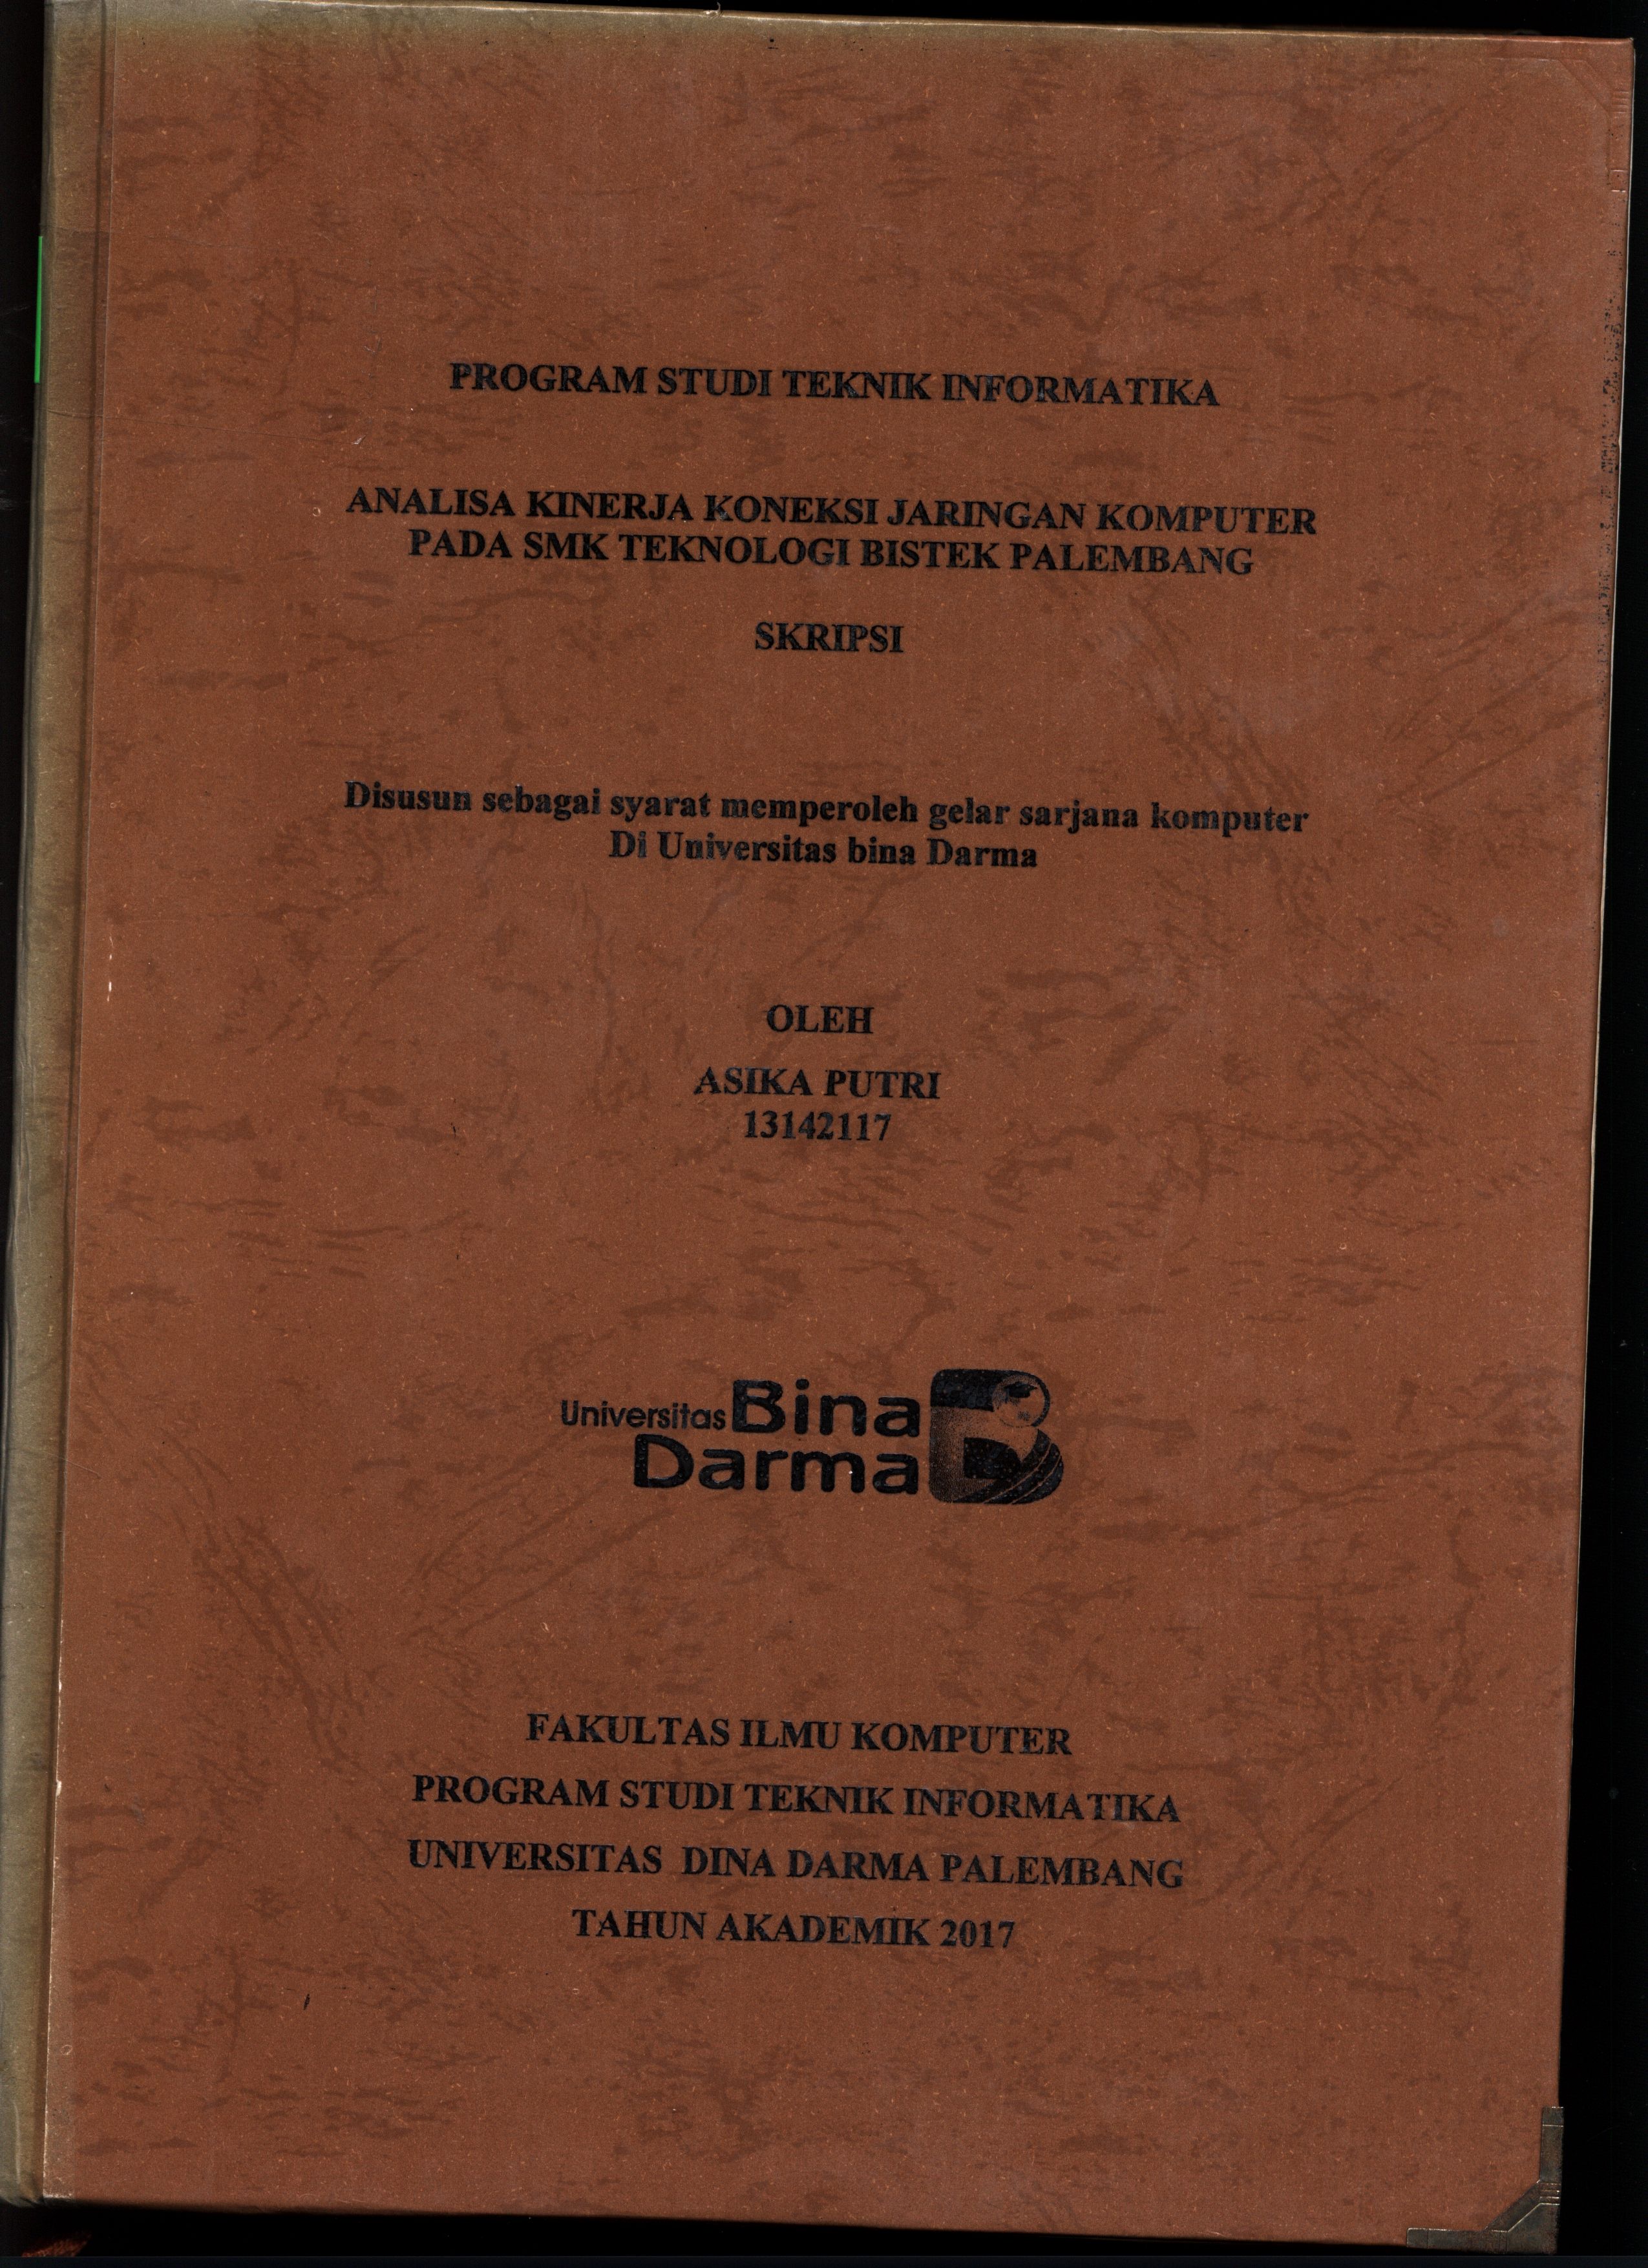 PROGRAM STUDI TEKNIK INFORMATIKA
ANALISA KINERJA KONEKSI JARINGAN KOMPUTER
PADA SMK TEKNOLOGI BISTEK PALEMBANG
SKRIPSI
Disusun sebagai syarat memperoleh gelar sarjana komputer
Di Universitas bina Darma
OLEH
ASIKA PUTRI
13142117
Universitas Bina
Darma
FAKULTAS ILMU KOMPUTER
PROGRAM STUDI TEKNIK INFORMATIKA
UNIVERSITAS DINA DARMA PALEMBANG
TAHUN AKADEMIK 2017